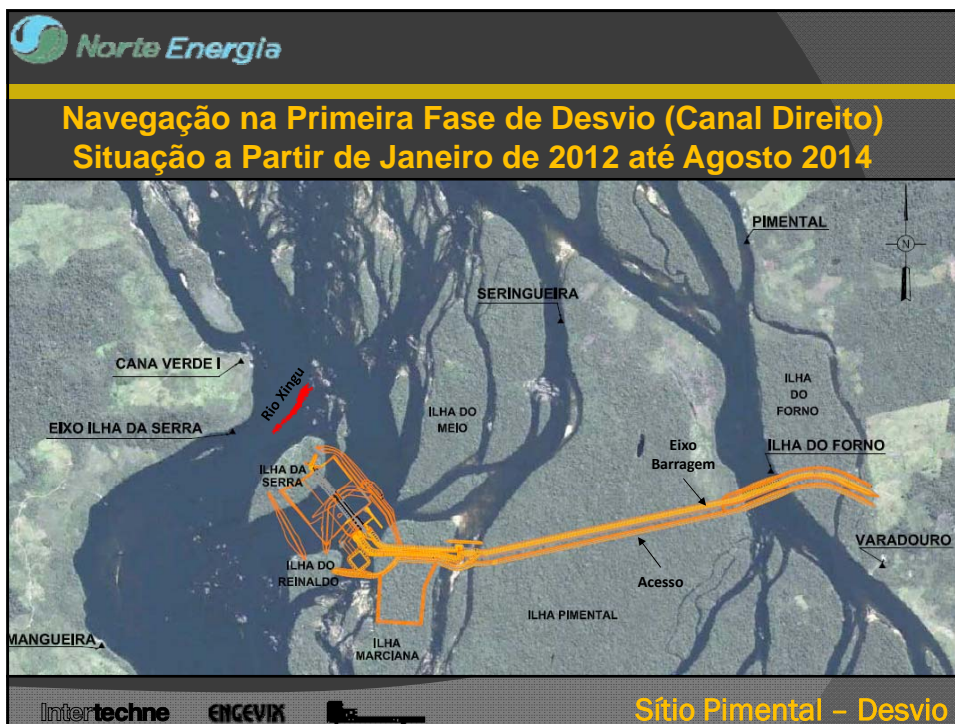 Norte Energia
Navegação na Primeira Fase de Desvio (Canal Direito)
Situação a Partir de Janeiro de 2012 até Agosto 2014
PIMENTAL
N
SERINGUEIRA
CANA VERDE I
Rio Xingu
ILHA DO
MEIO
ILHA
DO
FORNO
EIXO ILHA DA SERRA
Eixo
Barragem
ILHA DO FORNO
ILHA DA
SERRA
VARADOURO
ILHA DO
REINALDO
Acesso
ILHA PIMENTAL
MANGUEIRA
ILHA
MARCIANA
Intertechne
ENGEVIX
Sítio Pimental – Desvio